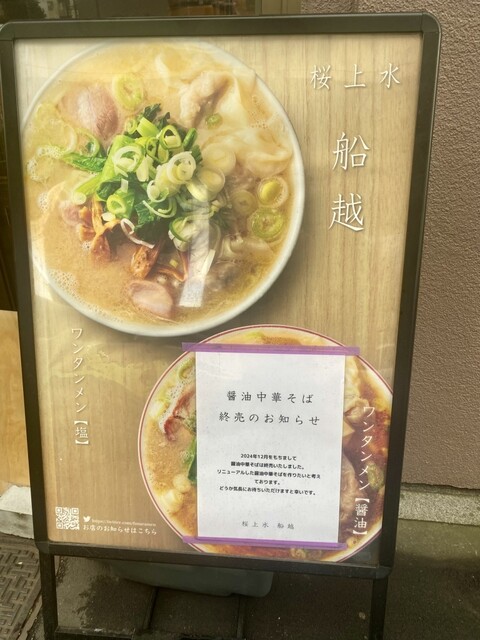 桜上水
船越
ワンタンメン【塩】
醤油中華そば
終売のお知らせ
2024年12月をもちまして
醤油中華そばは終売いたしました。
リニューアルした醤油中華そばを作りたいと考え
ております。
どうか気長にお待ちいただけますと幸いです。
桜上水 船越
ワンタンメン【醤油】
お店のお知らせはこちら